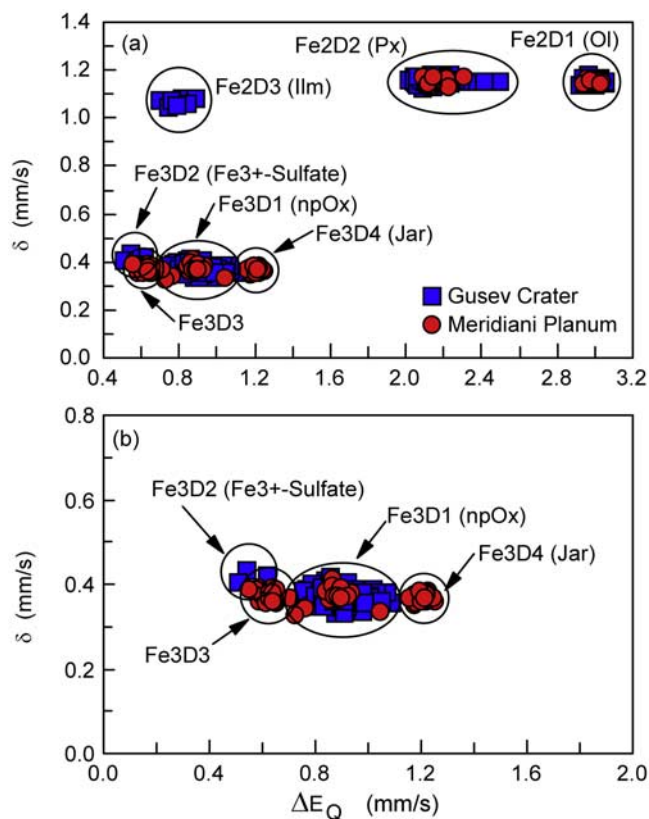 (a)
Fe2D2 (Px)
Fe2D1 (Ol)
Fe2D3 (Ilm)
Fe3D2 (Fe3+-Sulfate)
Fe3D1 (npOx)
Fe3D4 (Jar)
Fe3D3
Gusev Crater
Meridiani Planum
δ (mm/s)
1.4
1.2
1.0
0.8
0.6
0.4
0.2
0.0
0.4 0.8 1.2 1.6 2.0 2.4 2.8 3.2
(b)
Fe3D2 (Fe3+-Sulfate)
Fe3D1 (npOx)
Fe3D4 (Jar)
Fe3D3
δ (mm/s)
0.8
0.6
0.4
0.2
0.0
0.0 0.4 0.8 1.2 1.6 2.0
ΔEQ (mm/s)